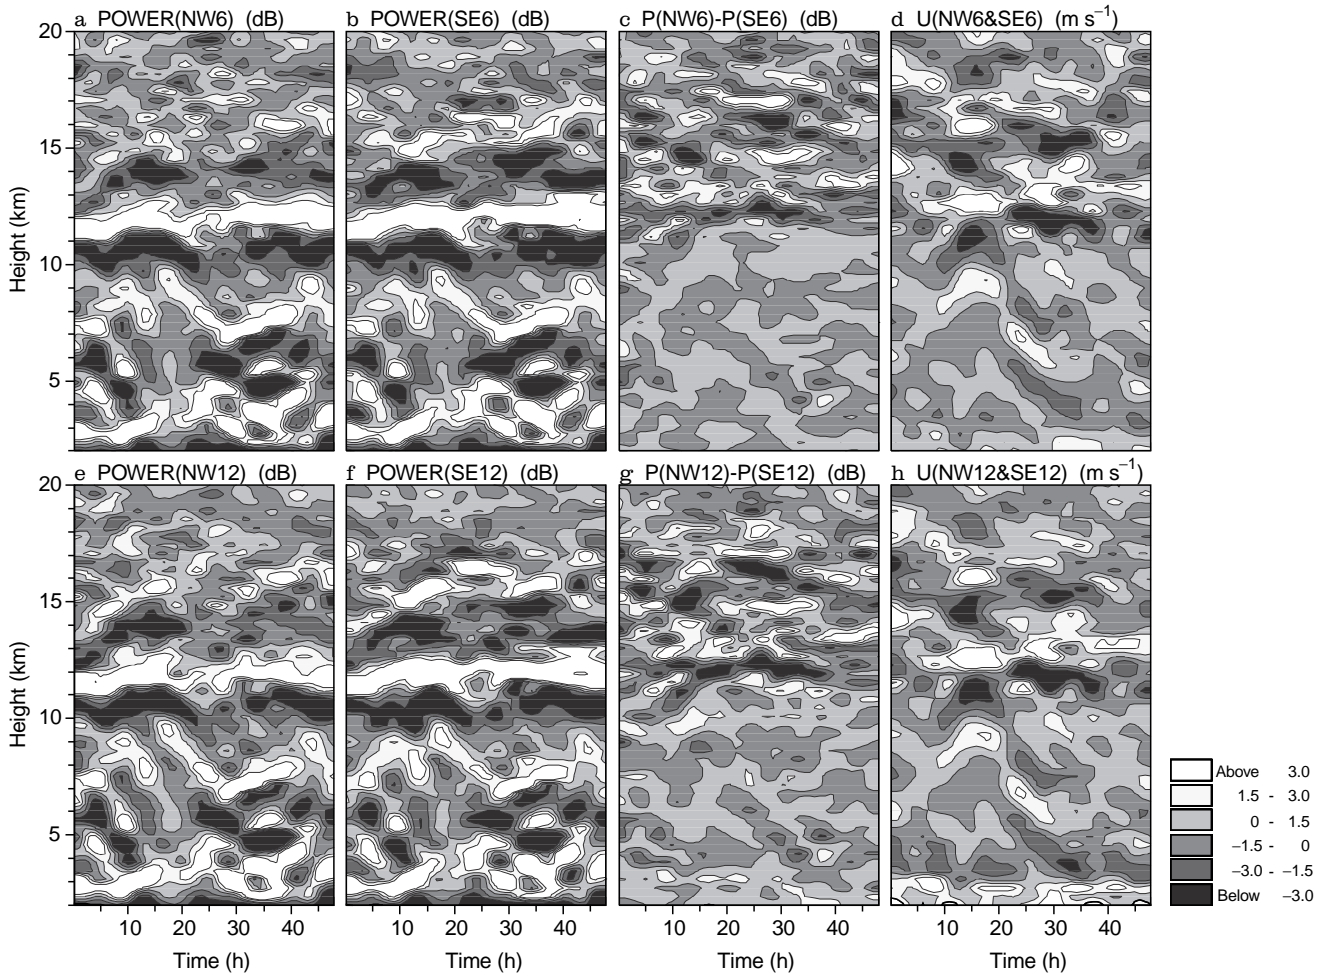 a POWER(NW6) (dB)
b POWER(SE6) (dB)
c P(NW6)-P(SE6) (dB)
d U(NW6&SE6) (m s⁻¹)
20
15
10
5
Height (km)
e POWER(NW12) (dB)
f POWER(SE12) (dB)
g P(NW12)-P(SE12) (dB)
h U(NW12&SE12) (m s⁻¹)
20
15
10
5
Height (km)
10 20 30 40
10 20 30 40
10 20 30 40
10 20 30 40
Time (h)
Time (h)
Time (h)
Time (h)
Above 3.0
1.5 - 3.0
0 - 1.5
−1.5 - 0
−3.0 - −1.5
Below −3.0